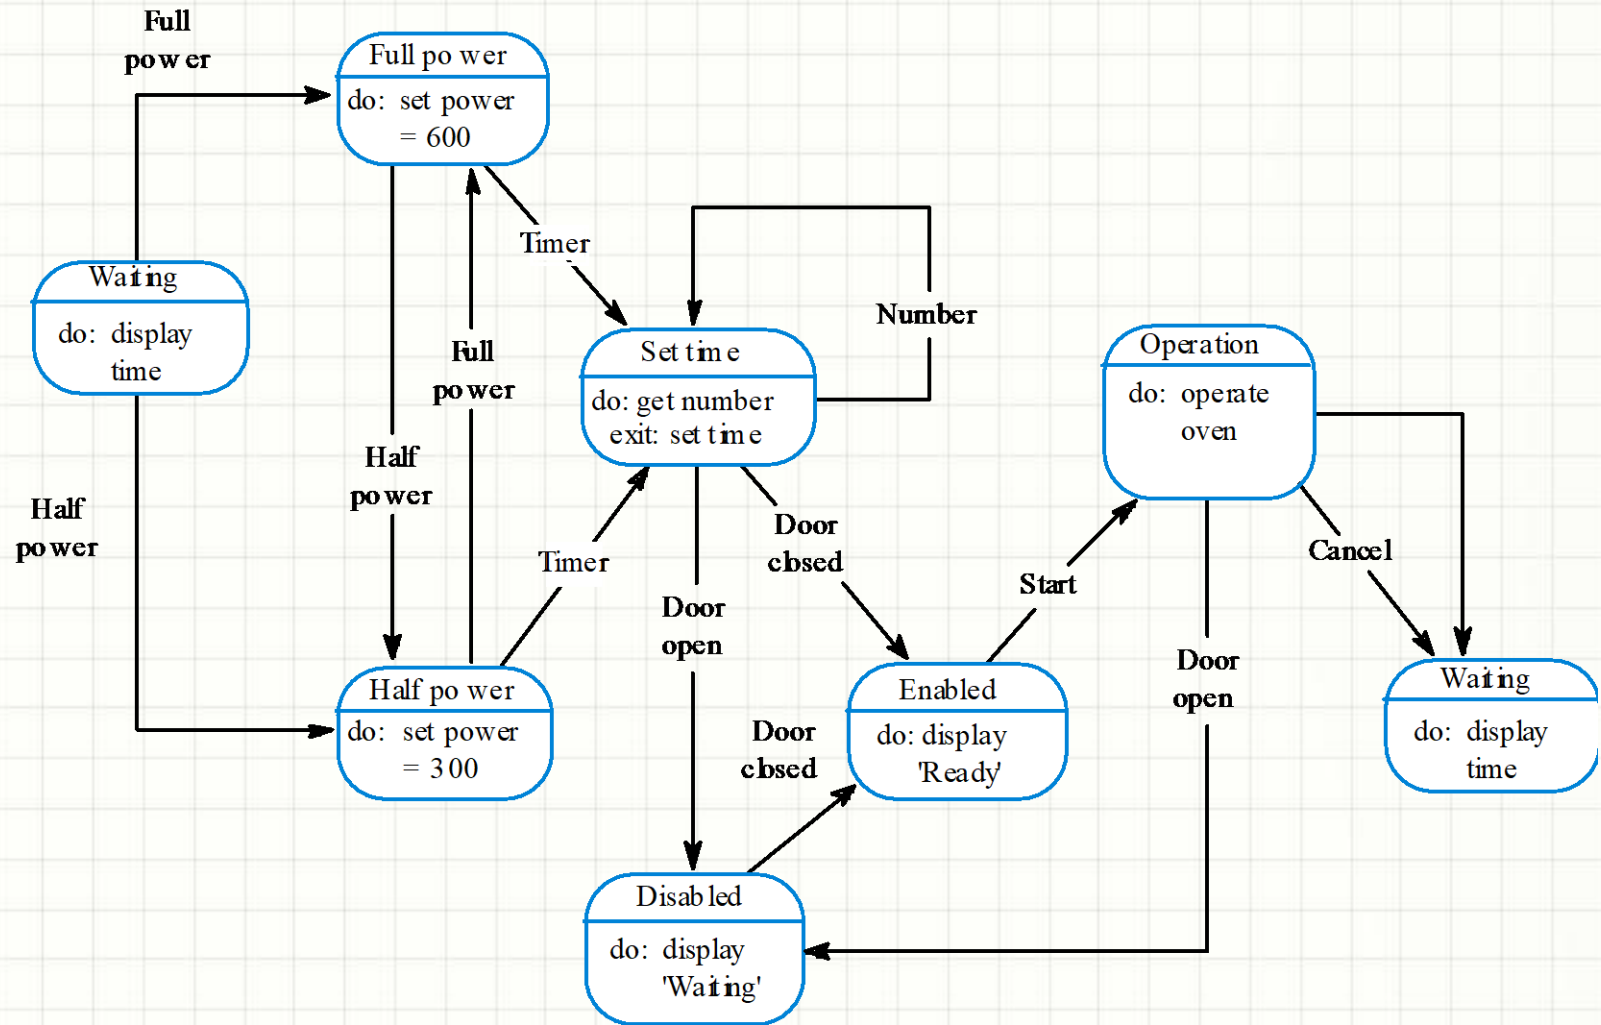 Full
power
Full power
do: set power
= 600
Timer
Waiting
do: display
time
Number
Full
power
Set time
do: get number
exit: set time
Operation
do: operate
oven
Half
power
Half
power
Timer
Door
closed
Door
open
Start
Cancel
Door
open
Half power
do: set power
= 300
Enabled
do: display
'Ready'
Door
closed
Waiting
do: display
time
Disabled
do: display
'Waiting'